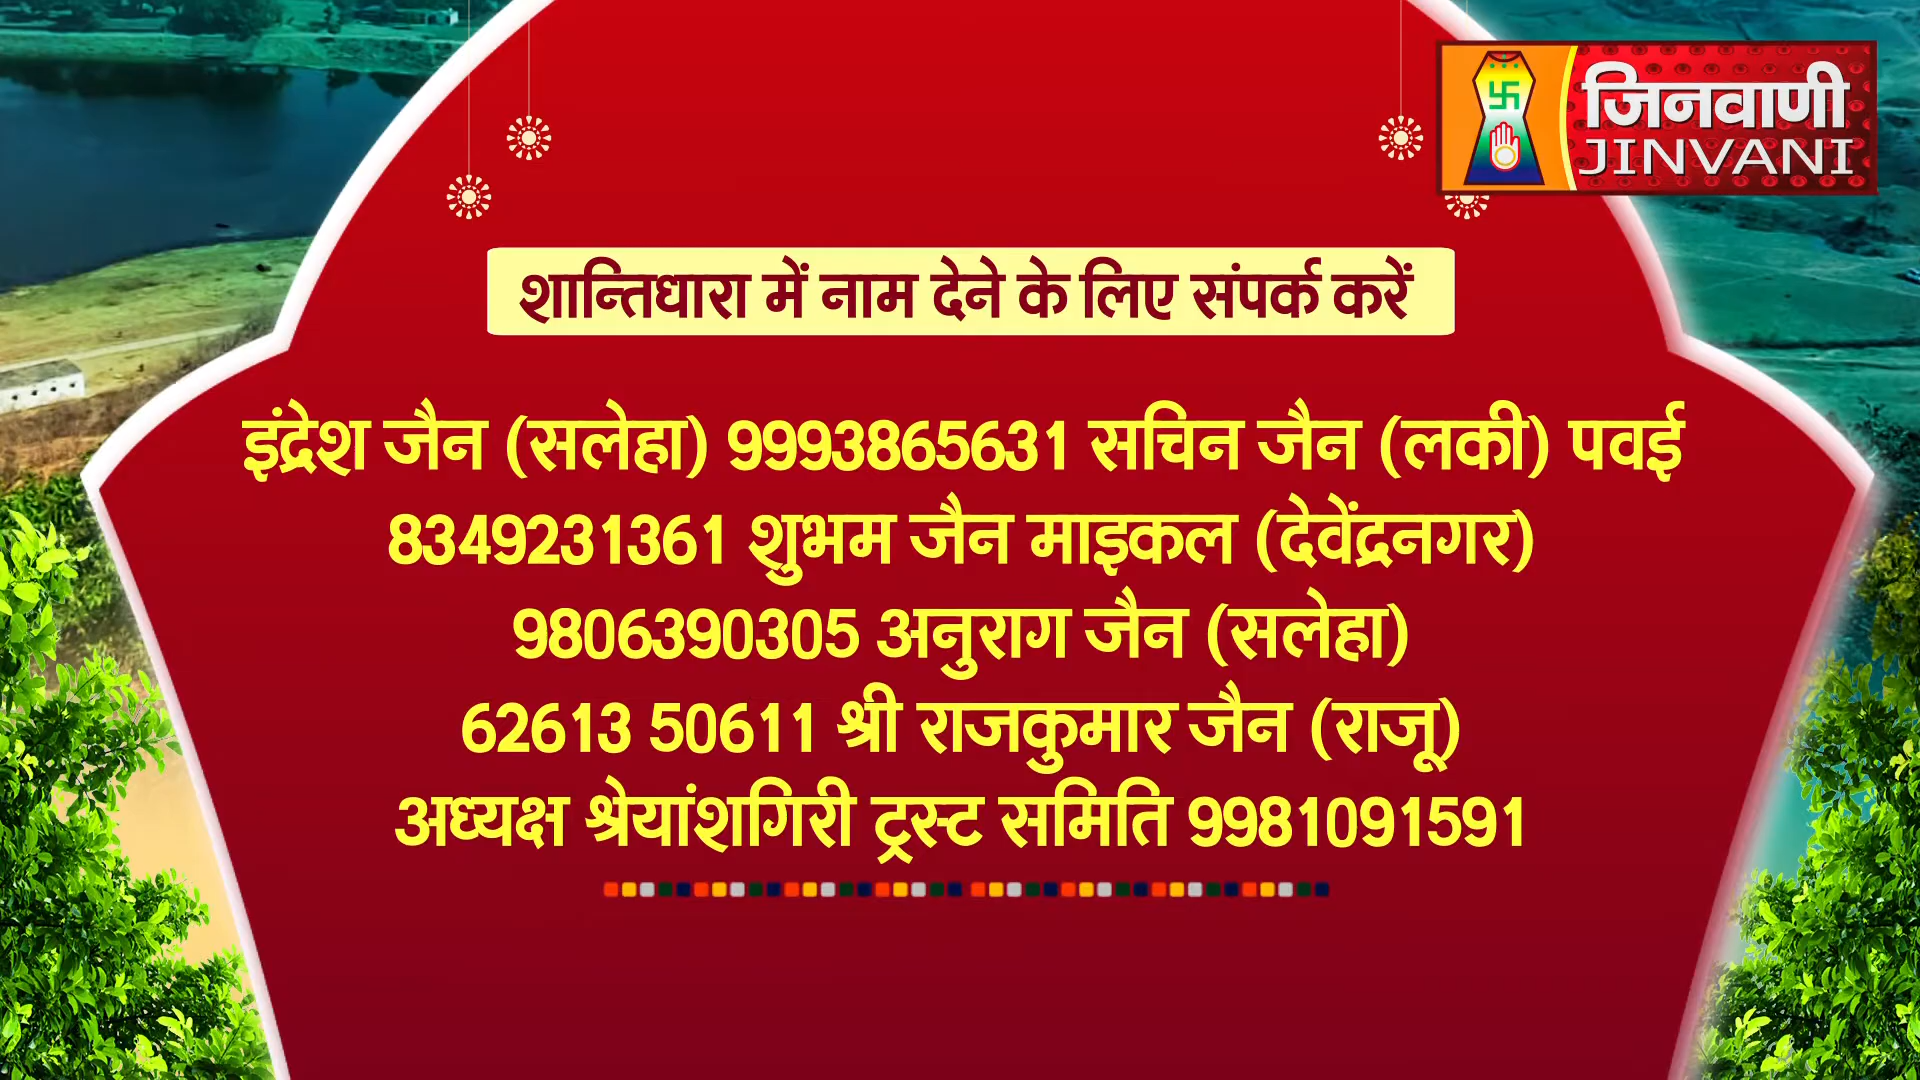 जिनवाणी
JINVANI
शान्तिधारा में नाम देने के लिए संपर्क करें
इंद्रेश जैन (सलेहा) 9993865631 सचिन जैन (लकी) पवई
8349231361 शुभम जैन माइकल (देवेंद्रनगर)
9806390305 अनुराग जैन (सलेहा)
62613 50611 श्री राजकुमार जैन (राजू)
अध्यक्ष श्रेयांशगिरी ट्रस्ट समिति 9981091591